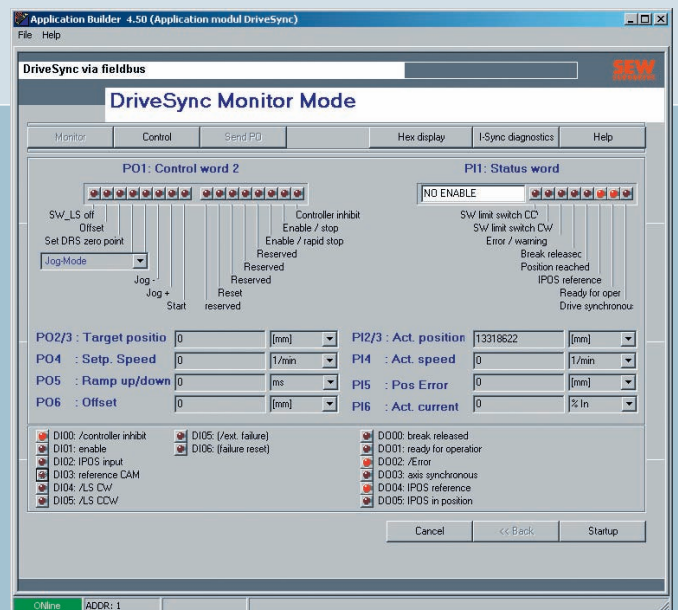 Application Builder 4.50 (Application modul DriveSync)
File Help
DriveSync via fieldbus
SEW
DriveSync Monitor Mode
Monitor Control Send PO Hex display I-Sync diagnostics Help
PO1: Control word 2
SW_LS off
Offset
Set DRS zero point
Jog-Mode
Jog -
Jog +
Start
Controller inhibit
Enable / stop
Enable / rapid stop
Reserved
Reserved
Reserved
Reset
reserved
PI1: Status word
NO ENABLE
SW limit switch CC
SW limit switch CW
Error / warning
Break released
Position reached
IPOS reference
Ready for oper
Drive synchronou
PO2/3 : Target positio 0 [mm]
PO4 : Setp. Speed 0 1/min
PO5 : Ramp up/down 0 ms
PO6 : Offset 0 [mm]
PI2/3 : Act. position 13318622 [mm]
PI4 : Act. speed 0 1/min
PI5 : Pos Error 0 [mm]
PI6 : Act. current 0 % In
DI00: /controller inhibit
DI01: enable
DI02: IPOS input
DI03: reference CAM
DI04: /LS CW
DI05: /LS CCW
DI05: (/ext. failure)
DI06: (failure reset)
DO00: break released
DO01: ready for operatior
DO02: /Error
DO03: axis synchronous
DO04: IPOS reference
DO05: IPOS in position
Cancel << Back Startup
ONline ADDR: 1